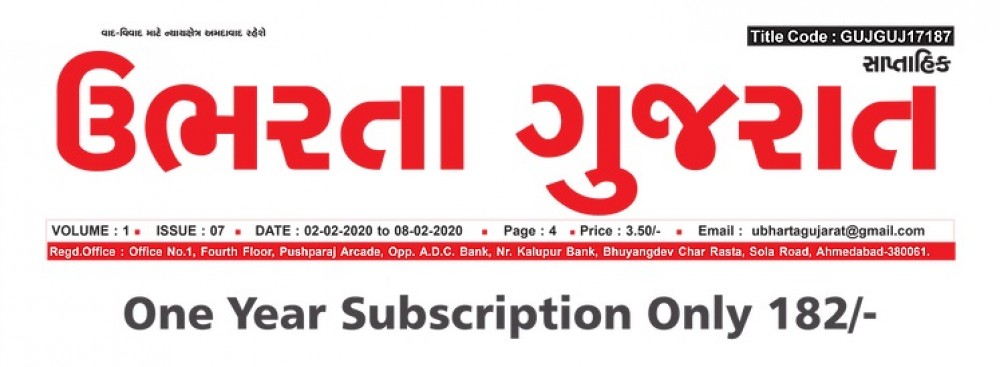 વાદ-વિવાદ માટે ન્યાયક્ષેત્ર અમદાવાદ રહેશે
Title Code : GUJGUJ17187
સાપ્તાહિક
ઉભરતા ગુજરાત
VOLUME : 1 ISSUE : 07 DATE : 02-02-2020 to 08-02-2020 Page : 4 Price : 3.50/- Email : ubhartagujarat@gmail.com
Regd.Office : Office No.1, Fourth Floor, Pushparaj Arcade, Opp. A.D.C. Bank, Nr. Kalupur Bank, Bhuyangdev Char Rasta, Sola Road, Ahmedabad-380061.
One Year Subscription Only 182/-